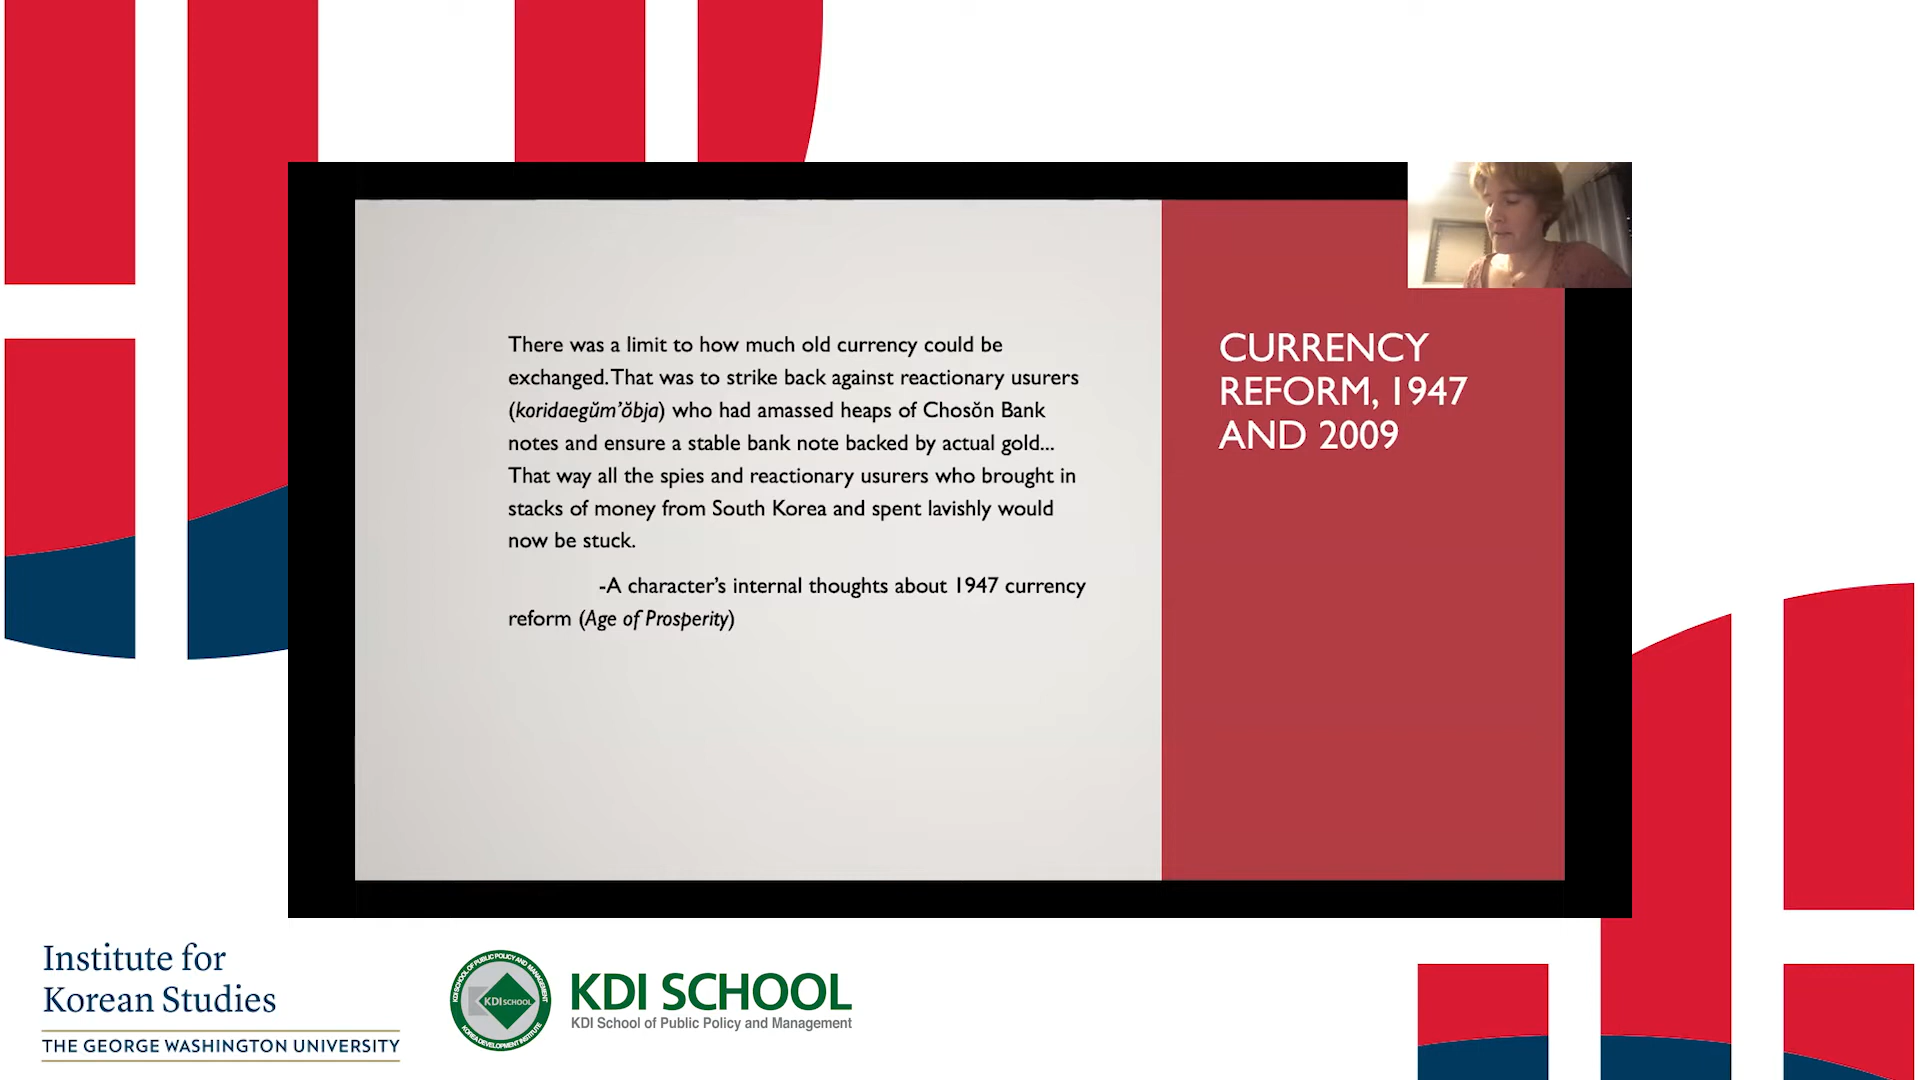 There was a limit to how much old currency could be
exchanged. That was to strike back against reactionary usurers
(koridaegŭm’ŏbja) who had amassed heaps of Chosŏn Bank
notes and ensure a stable bank note backed by actual gold...
That way all the spies and reactionary usurers who brought in
stacks of money from South Korea and spent lavishly would
now be stuck.
-A character’s internal thoughts about 1947 currency
reform (Age of Prosperity)
CURRENCY
REFORM, 1947
AND 2009
Institute for
Korean Studies
THE GEORGE WASHINGTON UNIVERSITY
KDI SCHOOL OF PUBLIC POLICY AND MANAGEMENT
KDI SCHOOL
KOREA DEVELOPMENT INSTITUTE
KDI SCHOOL
KDI School of Public Policy and Management